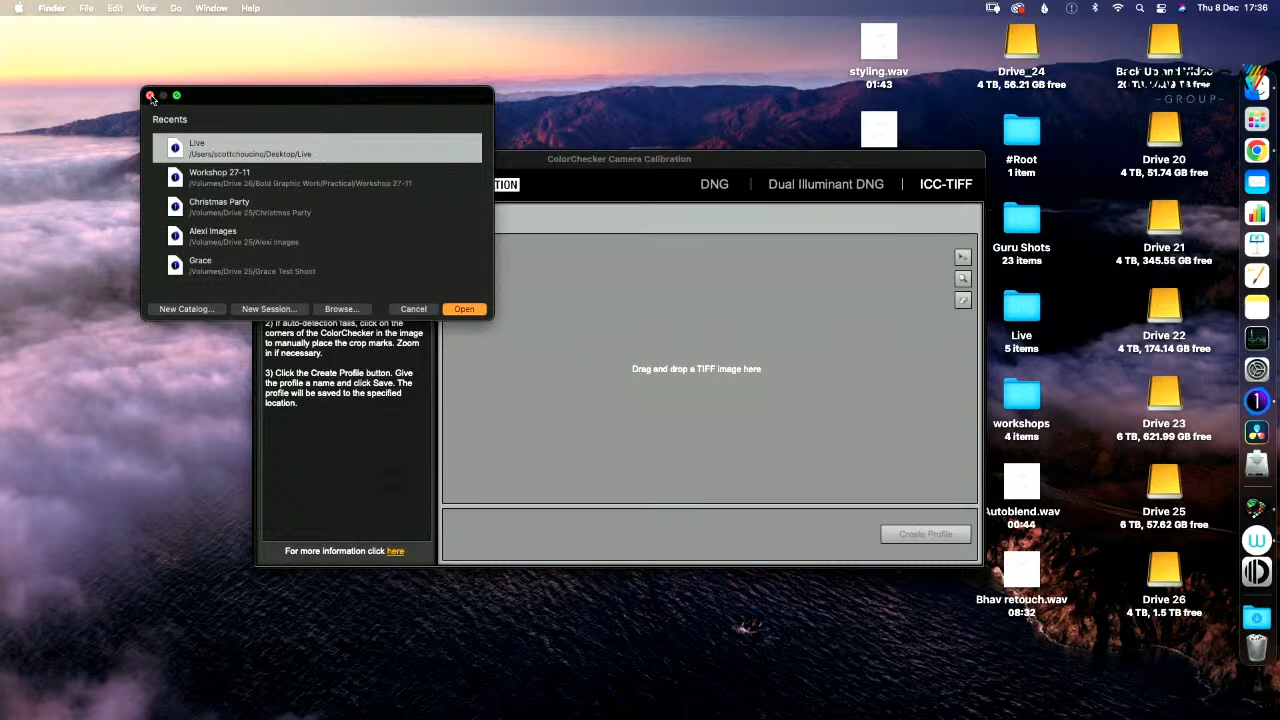 Finder File Edit View Go Window Help
Thu 8 Dec 17:36
styling.wav
01:43
Drive_24
4 TB, 56.21 GB free
Back Up and Video
GROUP
Recents
Live
/Users/scottchoucino/Desktop/Live
Workshop 27-11
/Volumes/Drive 26/Bold Graphic Work/Practical/Workshop 27-11
Christmas Party
/Volumes/Drive 25/Christmas Party
Alexi Images
/Volumes/Drive 25/Alexi Images
Grace
/Volumes/Drive 25/Grace Test Shoot
New Catalog... New Session... Browse... Cancel Open
ColorChecker Camera Calibration
DNG | Dual Illuminant DNG | ICC-TIFF
2) If auto-detection fails, click on the
corners of the ColorChecker in the image
to manually place the crop marks. Zoom
in if necessary.
3) Click the Create Profile button. Give
the profile a name and click Save. The
profile will be saved to the specified
location.
For more information click here
Drag and drop a TIFF image here
Create Profile
#Root
1 item
Drive 20
4 TB, 51.74 GB free
Guru Shots
23 items
Drive 21
4 TB, 345.55 GB free
Live
5 items
Drive 22
4 TB, 174.14 GB free
workshops
4 items
Drive 23
6 TB, 621.99 GB free
Autoblend.wav
00:44
Drive 25
6 TB, 57.62 GB free
Bhav retouch.wav
08:32
Drive 26
4 TB, 1.5 TB free